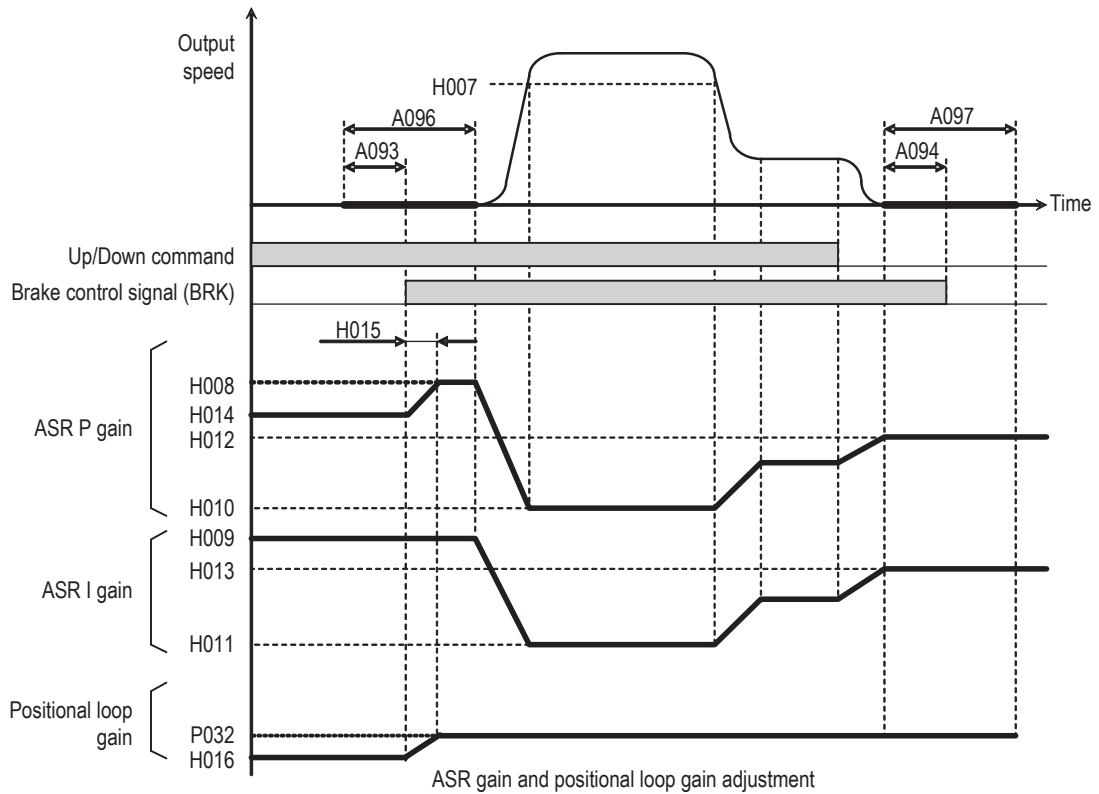 Output
speed
H007
A096
A097
A093
A094
Time
Up/Down command
Brake control signal (BRK)
H015
H008
H014
ASR P gain
H012
H010
H009
H013
ASR I gain
H011
Positional loop
gain
P032
H016
ASR gain and positional loop gain adjustment